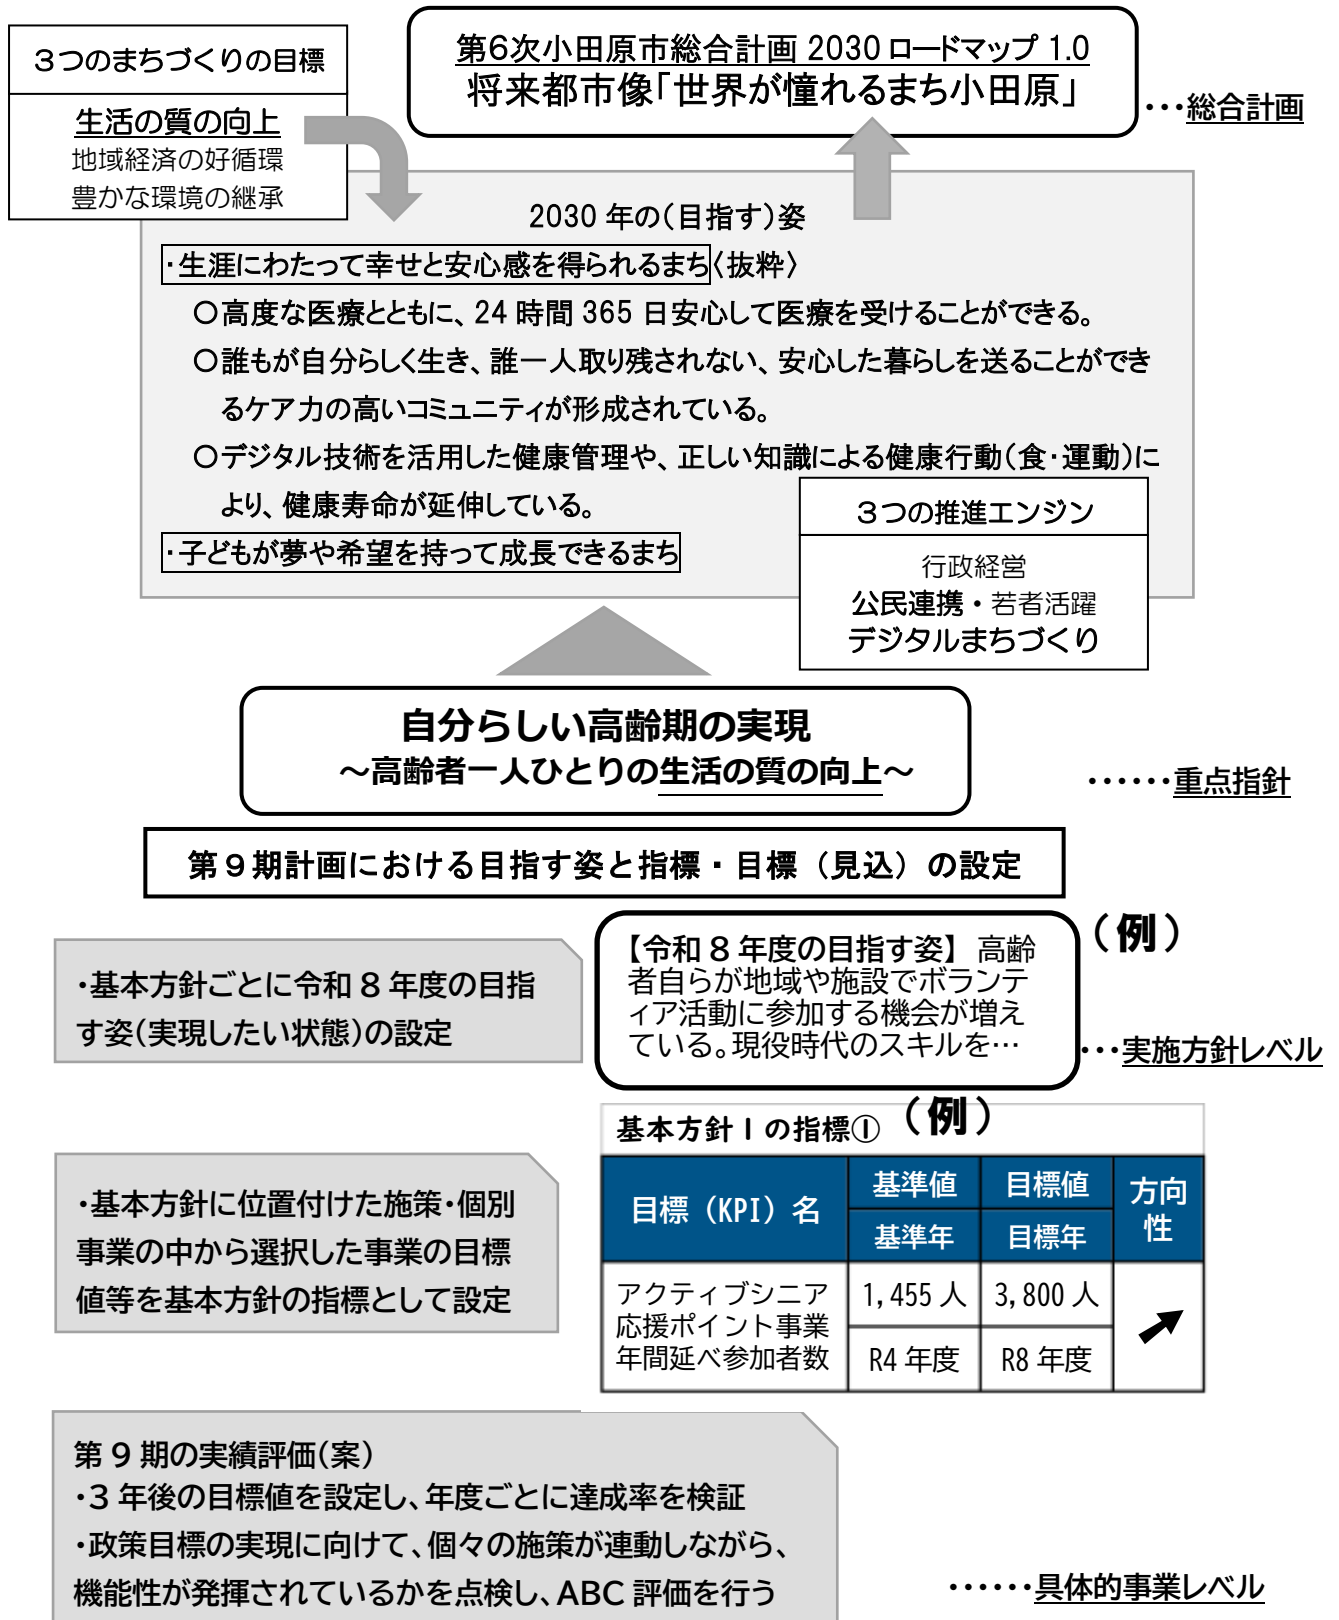 3つのまちづくりの目標
生活の質の向上
地域経済の好循環
豊かな環境の継承
第6次小田原市総合計画 2030 ロードマップ 1.0
将来都市像「世界が憧れるまち小田原」
・・・総合計画
2030 年の(目指す)姿
・生涯にわたって幸せと安心感を得られるまち〈抜粋〉
〇高度な医療とともに、24 時間 365 日安心して医療を受けることができる。
〇誰もが自分らしく生き、誰一人取り残されない、安心した暮らしを送ることができ
るケア力の高いコミュニティが形成されている。
〇デジタル技術を活用した健康管理や、正しい知識による健康行動(食・運動)に
より、健康寿命が延伸している。
・子どもが夢や希望を持って成長できるまち
3つの推進エンジン
行政経営
公民連携・若者活躍
デジタルまちづくり
自分らしい高齢期の実現
～高齢者一人ひとりの生活の質の向上～
・・・・・・重点指針
第9期計画における目指す姿と指標・目標（見込）の設定
・基本方針ごとに令和 8 年度の目指
す姿(実現したい状態)の設定
（例）
【令和 8 年度の目指す姿】 高齢
者自らが地域や施設でボランテ
ィア活動に参加する機会が増え
ている。現役時代のスキルを…
・・・実施方針レベル
・基本方針に位置付けた施策・個別
事業の中から選択した事業の目標
値等を基本方針の指標として設定
基本方針Ⅰの指標① （例）
目標（KPI）名
基準値
目標値
方向
性
基準年
目標年
アクティブシニア
応援ポイント事業
年間延べ参加者数
1,455 人
3,800 人
R4 年度
R8 年度
第 9 期の実績評価(案)
・3 年後の目標値を設定し、年度ごとに達成率を検証
・政策目標の実現に向けて、個々の施策が連動しながら、
機能性が発揮されているかを点検し、ABC 評価を行う
・・・・・・具体的事業レベル